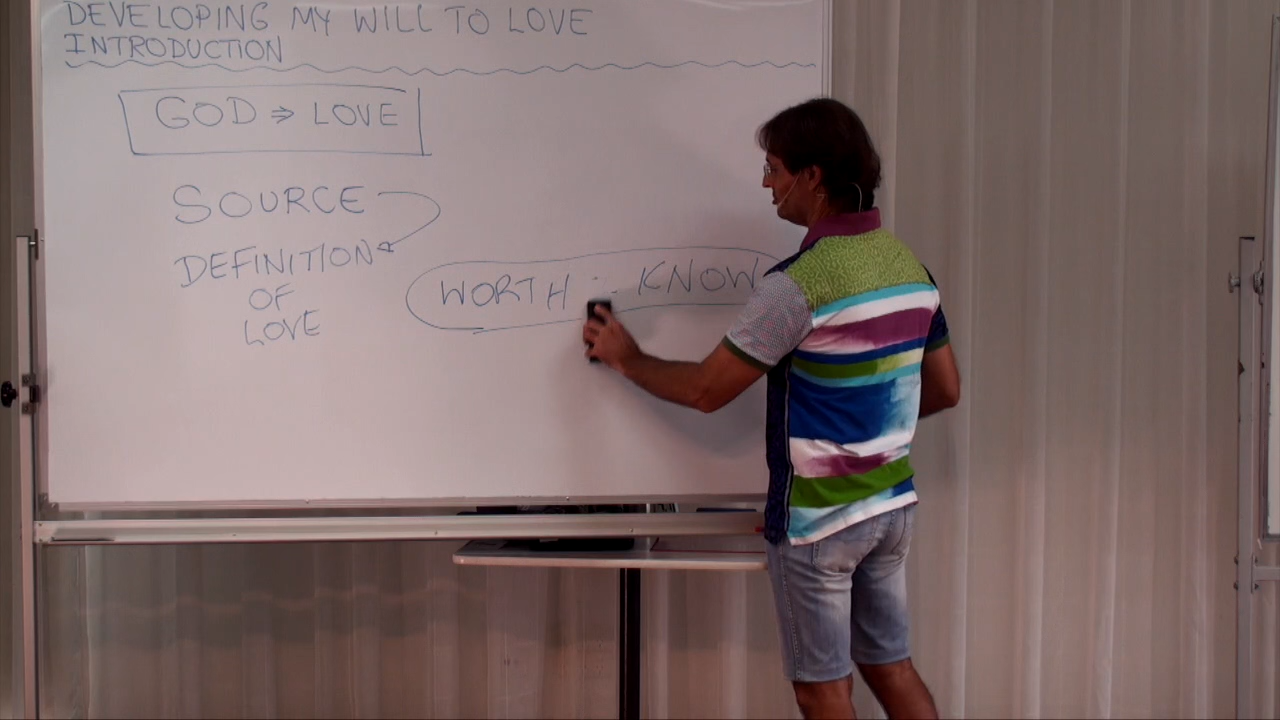 DEVELOPING MY WILL TO LOVE
INTRODUCTION
GOD ⇒ LOVE
SOURCE
DEFINITION
OF
LOVE
WORTH : KNOW